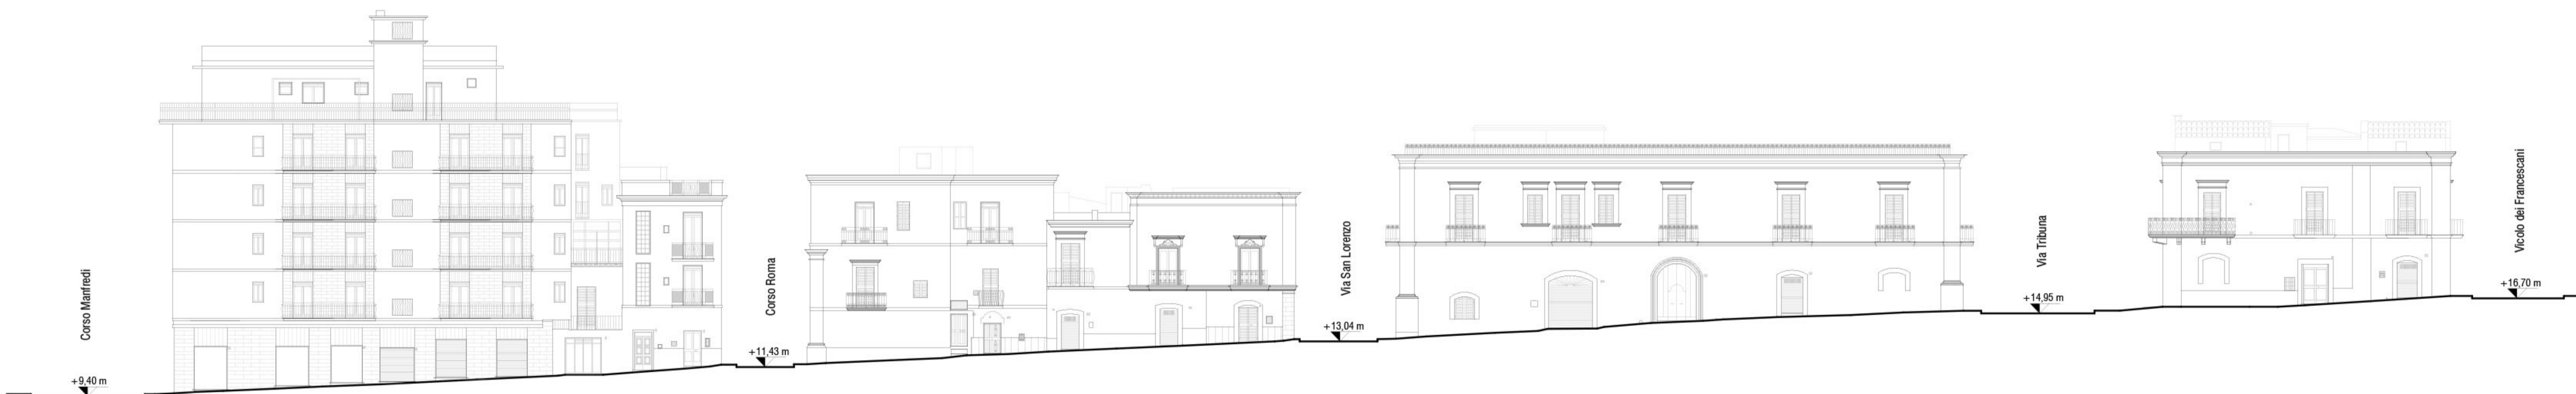 Corso Manfredi
+9,40 m
Corso Roma
+11,43 m
Via San Lorenzo
+13,04 m
Via Tribuna
+14,95 m
Vicolo dei Francescani
+16,70 m